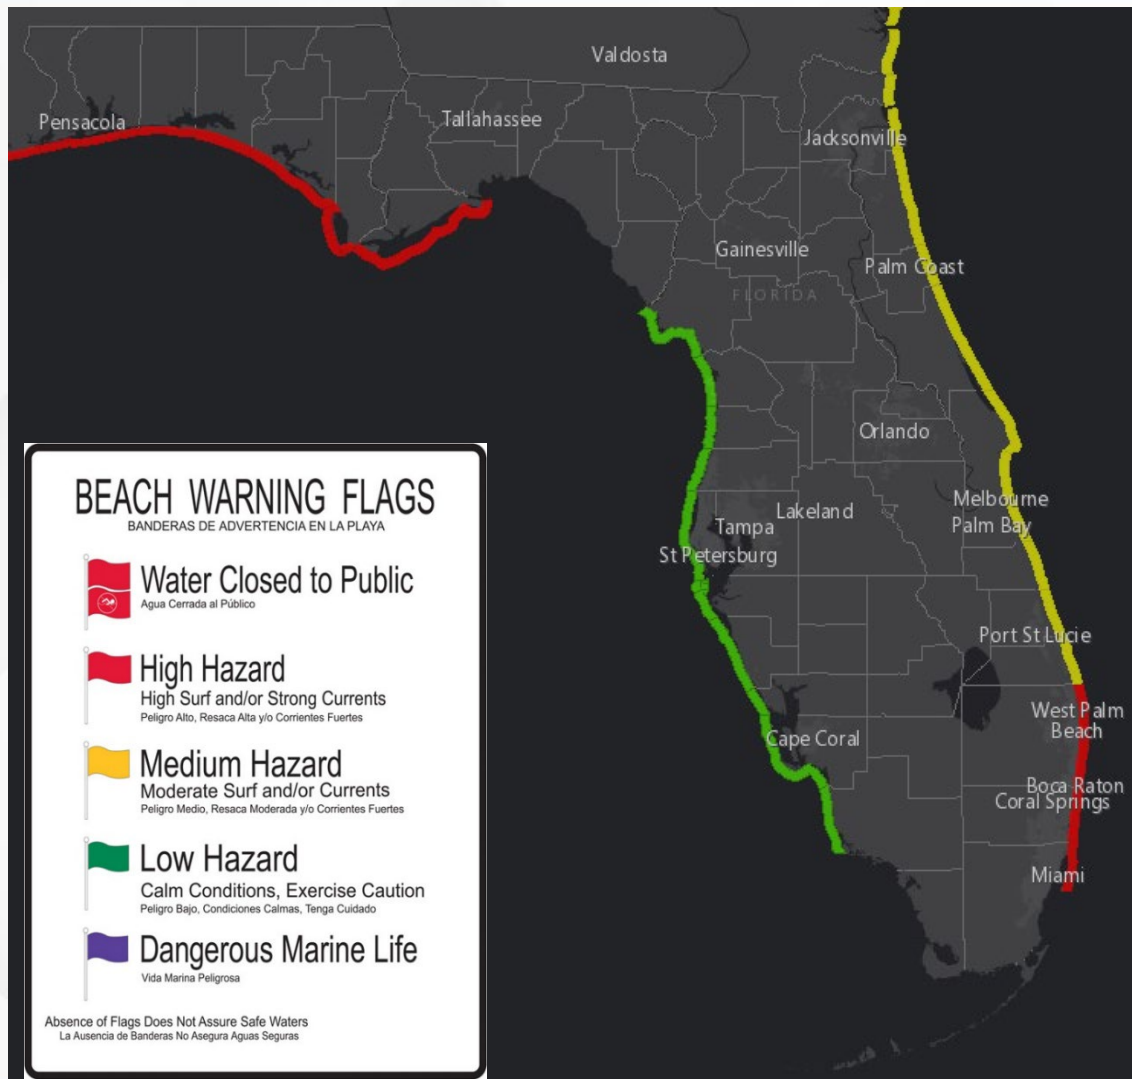 Valdosta
Pensacola
Tallahassee
Jacksonville
Gainesville
Palm Coast
FLORIDA
Orlando
Melbourne
Lakeland
Tampa
Palm Bay
St Petersburg
Port St Lucie
West Palm
Beach
Cape Coral
Boca Raton
Coral Springs
Miami
BEACH WARNING FLAGS
BANDERAS DE ADVERTENCIA EN LA PLAYA
Water Closed to Public
Agua Cerrada al Público
High Hazard
High Surf and/or Strong Currents
Peligro Alto, Resaca Alta y/o Corrientes Fuertes
Medium Hazard
Moderate Surf and/or Currents
Peligro Medio, Resaca Moderada y/o Corrientes Fuertes
Low Hazard
Calm Conditions, Exercise Caution
Peligro Bajo, Condiciones Calmas, Tenga Cuidado
Dangerous Marine Life
Vida Marina Peligrosa
Absence of Flags Does Not Assure Safe Waters
La Ausencia de Banderas No Asegura Aguas Seguras